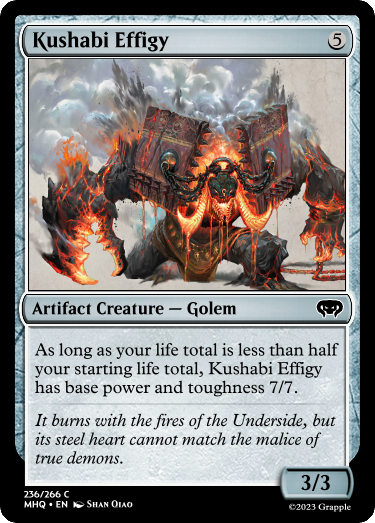 Kushabi Effigy 5
Artifact Creature — Golem
As long as your life total is less than half
your starting life total, Kushabi Effigy
has base power and toughness 7/7.
It burns with the fires of the Underside, but
its steel heart cannot match the malice of
true demons.
3/3
236/266 C
MHQ • EN Shan Qiao
©2023 Grapple